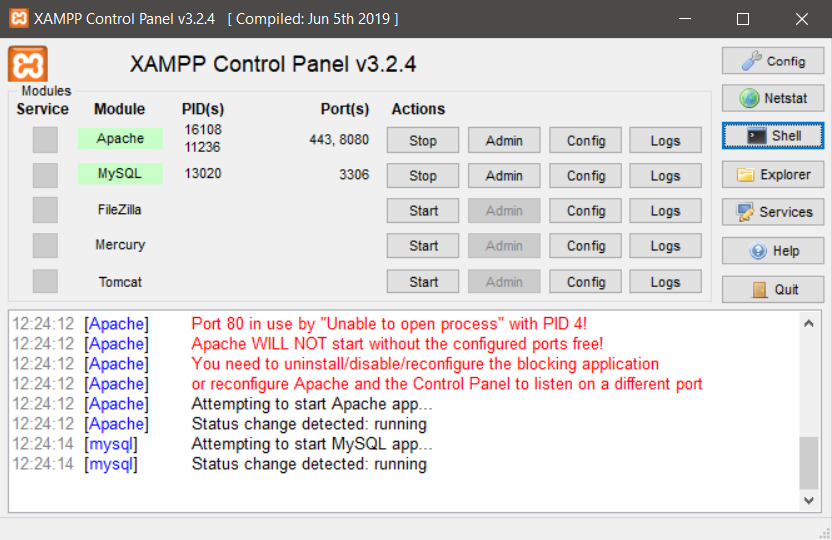 XAMPP Control Panel v3.2.4 [ Compiled: Jun 5th 2019 ]
XAMPP Control Panel v3.2.4
Config
Modules
Service Module PID(s) Port(s) Actions
Netstat
Apache 16108 11236 443, 8080 Stop Admin Config Logs
Shell
MySQL 13020 3306 Stop Admin Config Logs
Explorer
FileZilla Start Admin Config Logs
Services
Mercury Start Admin Config Logs
Help
Tomcat Start Admin Config Logs
Quit
12:24:12 [Apache] Port 80 in use by "Unable to open process" with PID 4!
12:24:12 [Apache] Apache WILL NOT start without the configured ports free!
12:24:12 [Apache] You need to uninstall/disable/reconfigure the blocking application
12:24:12 [Apache] or reconfigure Apache and the Control Panel to listen on a different port
12:24:12 [Apache] Attempting to start Apache app...
12:24:12 [Apache] Status change detected: running
12:24:14 [mysql] Attempting to start MySQL app...
12:24:14 [mysql] Status change detected: running